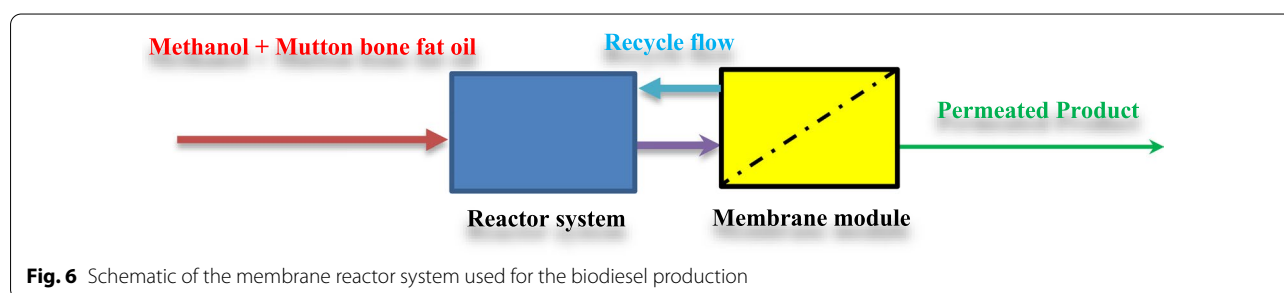 Methanol + Mutton bone fat oil
Recycle flow
Permeated Product
Reactor system
Membrane module
Fig. 6 Schematic of the membrane reactor system used for the biodiesel production